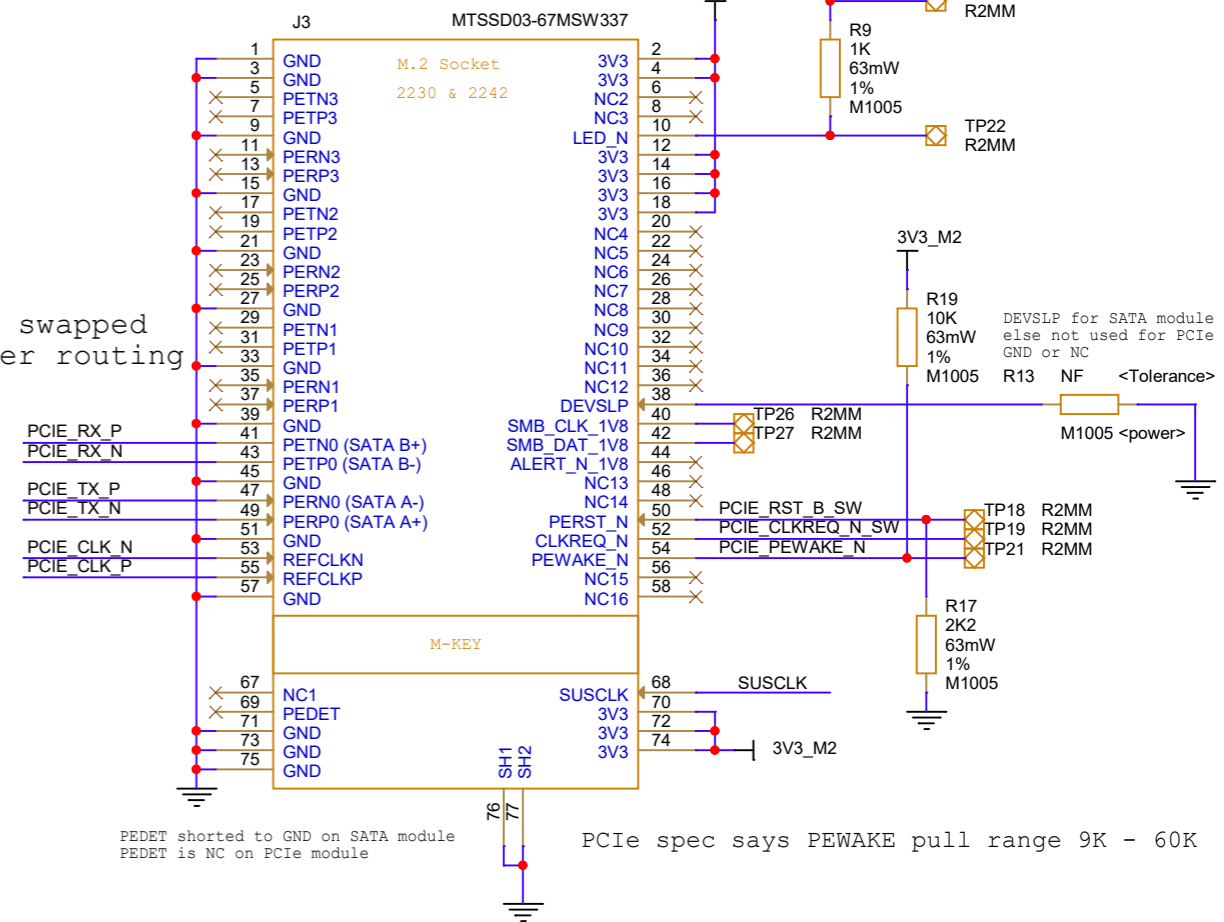 J3
MTSSD03-67MSW337
M.2 Socket
2230 & 2242
1 GND
3 GND
5 PETN3
7 PETP3
9 GND
11 PERN3
13 PERP3
15 GND
17 PETN2
19 PETP2
21 GND
23 PERN2
25 PERP2
27 GND
29 PETN1
31 PETP1
33 GND
35 PERN1
37 PERP1
39 GND
41 PETN0 (SATA B+)
43 PETP0 (SATA B-)
45 GND
47 PERN0 (SATA A-)
49 PERP0 (SATA A+)
51 GND
53 REFCLKN
55 REFCLKP
57 GND
swapped
er routing
PCIE_RX_P
PCIE_RX_N
PCIE_TX_P
PCIE_TX_N
PCIE_CLK_N
PCIE_CLK_P
3V3 2
3V3 4
NC2 6
NC3 8
LED_N 10
3V3 12
3V3 14
3V3 16
3V3 18
NC4 20
NC5 22
NC6 24
NC7 26
NC8 28
NC9 30
NC10 32
NC11 34
NC12 36
DEVSLP 38
SMB_CLK_1V8 40
SMB_DAT_1V8 42
ALERT_N_1V8 44
NC13 46
NC14 48
PERST_N 50
CLKREQ_N 52
PEWAKE_N 54
NC15 56
NC16 58
R2MM
R9
1K
63mW
1%
M1005
TP22
R2MM
3V3_M2
R19
10K
63mW
1%
M1005
DEVSLP for SATA module
else not used for PCIe
GND or NC
R13 NF <Tolerance>
M1005 <power>
TP26 R2MM
TP27 R2MM
PCIE_RST_B_SW
PCIE_CLKREQ_N_SW
PCIE_PEWAKE_N
TP18 R2MM
TP19 R2MM
TP21 R2MM
R17
2K2
63mW
1%
M1005
M-KEY
67 NC1
69 PEDET
71 GND
73 GND
75 GND
SUSCLK 68
3V3 70
3V3 72
3V3 74
SUSCLK
3V3_M2
SH1
SH2
76
77
PEDET shorted to GND on SATA module
PEDET is NC on PCIe module
PCIe spec says PEWAKE pull range 9K - 60K